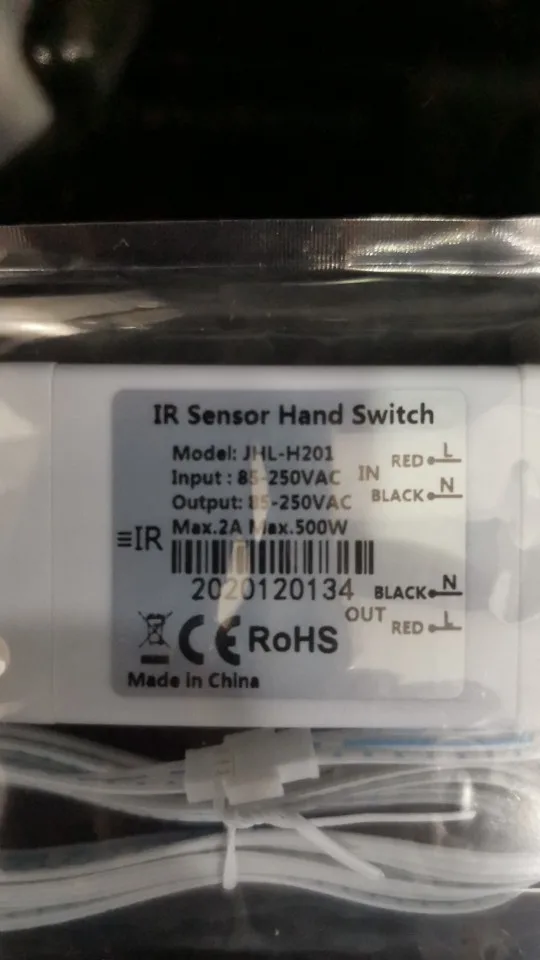 IR Sensor Hand Switch
Model: JHL-H201
Input : 85-250VAC
Output: 85-250VAC
Max.2A Max.500W
IN
RED L
BLACK N
≡IR
2020120134
BLACK N
OUT
RED L
CE RoHS
Made in China